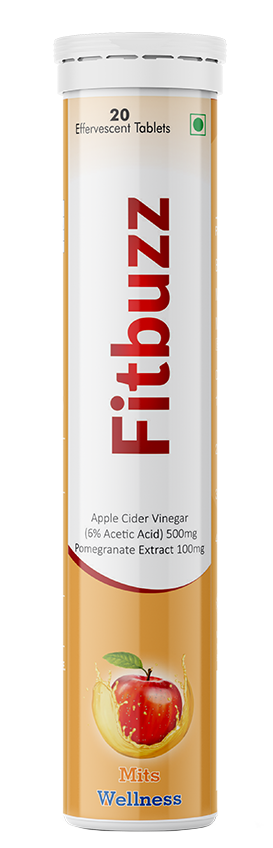 20
Effervescent Tablets
Fitbuzz
Apple Cider Vinegar
(6% Acetic Acid) 500mg
Pomegranate Extract 100mg
Mits
Wellness